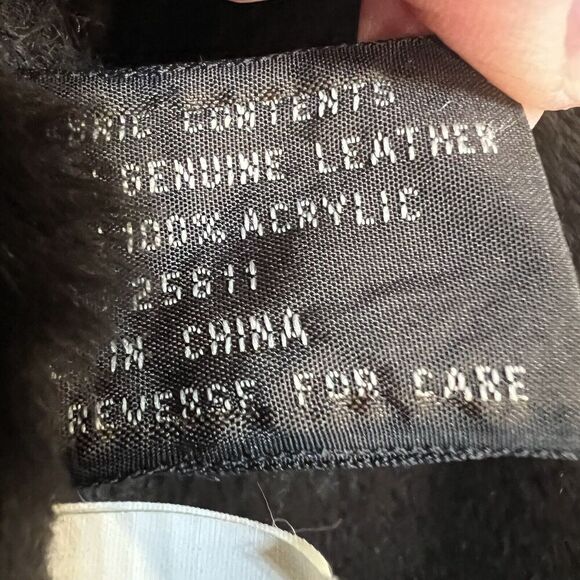 CONTENTS
GENUINE LEATHER
100% ACRYLIC
25811
IN CHINA
REVERSE FOR CARE